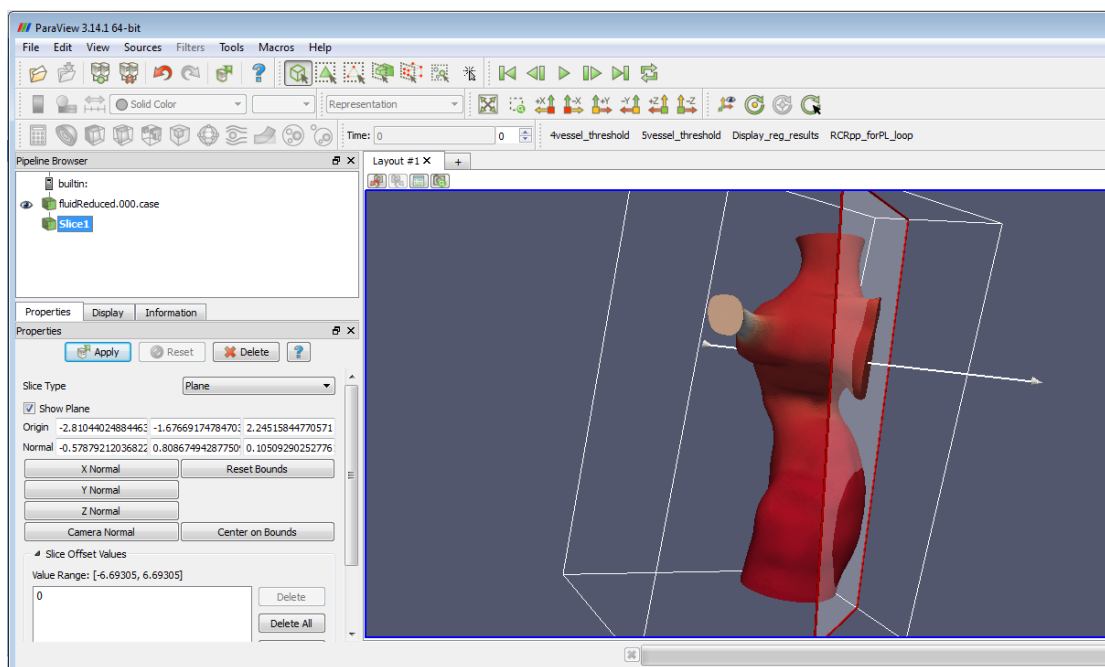 ParaView 3.14.1 64-bit
File Edit View Sources Filters Tools Macros Help
Solid Color Representation
Time: 0 0 4vessel_threshold 5vessel_threshold Display_reg_results RCRpp_forPL_loop
Pipeline Browser Layout #1
builtin:
fluidReduced.000.case
Slice1
Properties Display Information
Properties
Apply Reset Delete
Slice Type Plane
Show Plane
Origin -2.81044024884463 -1.67669174784703 2.24515844770571
Normal -0.57879212036822 0.80867494287750 0.10509290252776
X Normal Reset Bounds
Y Normal
Z Normal
Camera Normal Center on Bounds
Slice Offset Values
Value Range: [-6.69305, 6.69305]
0 Delete
Delete All